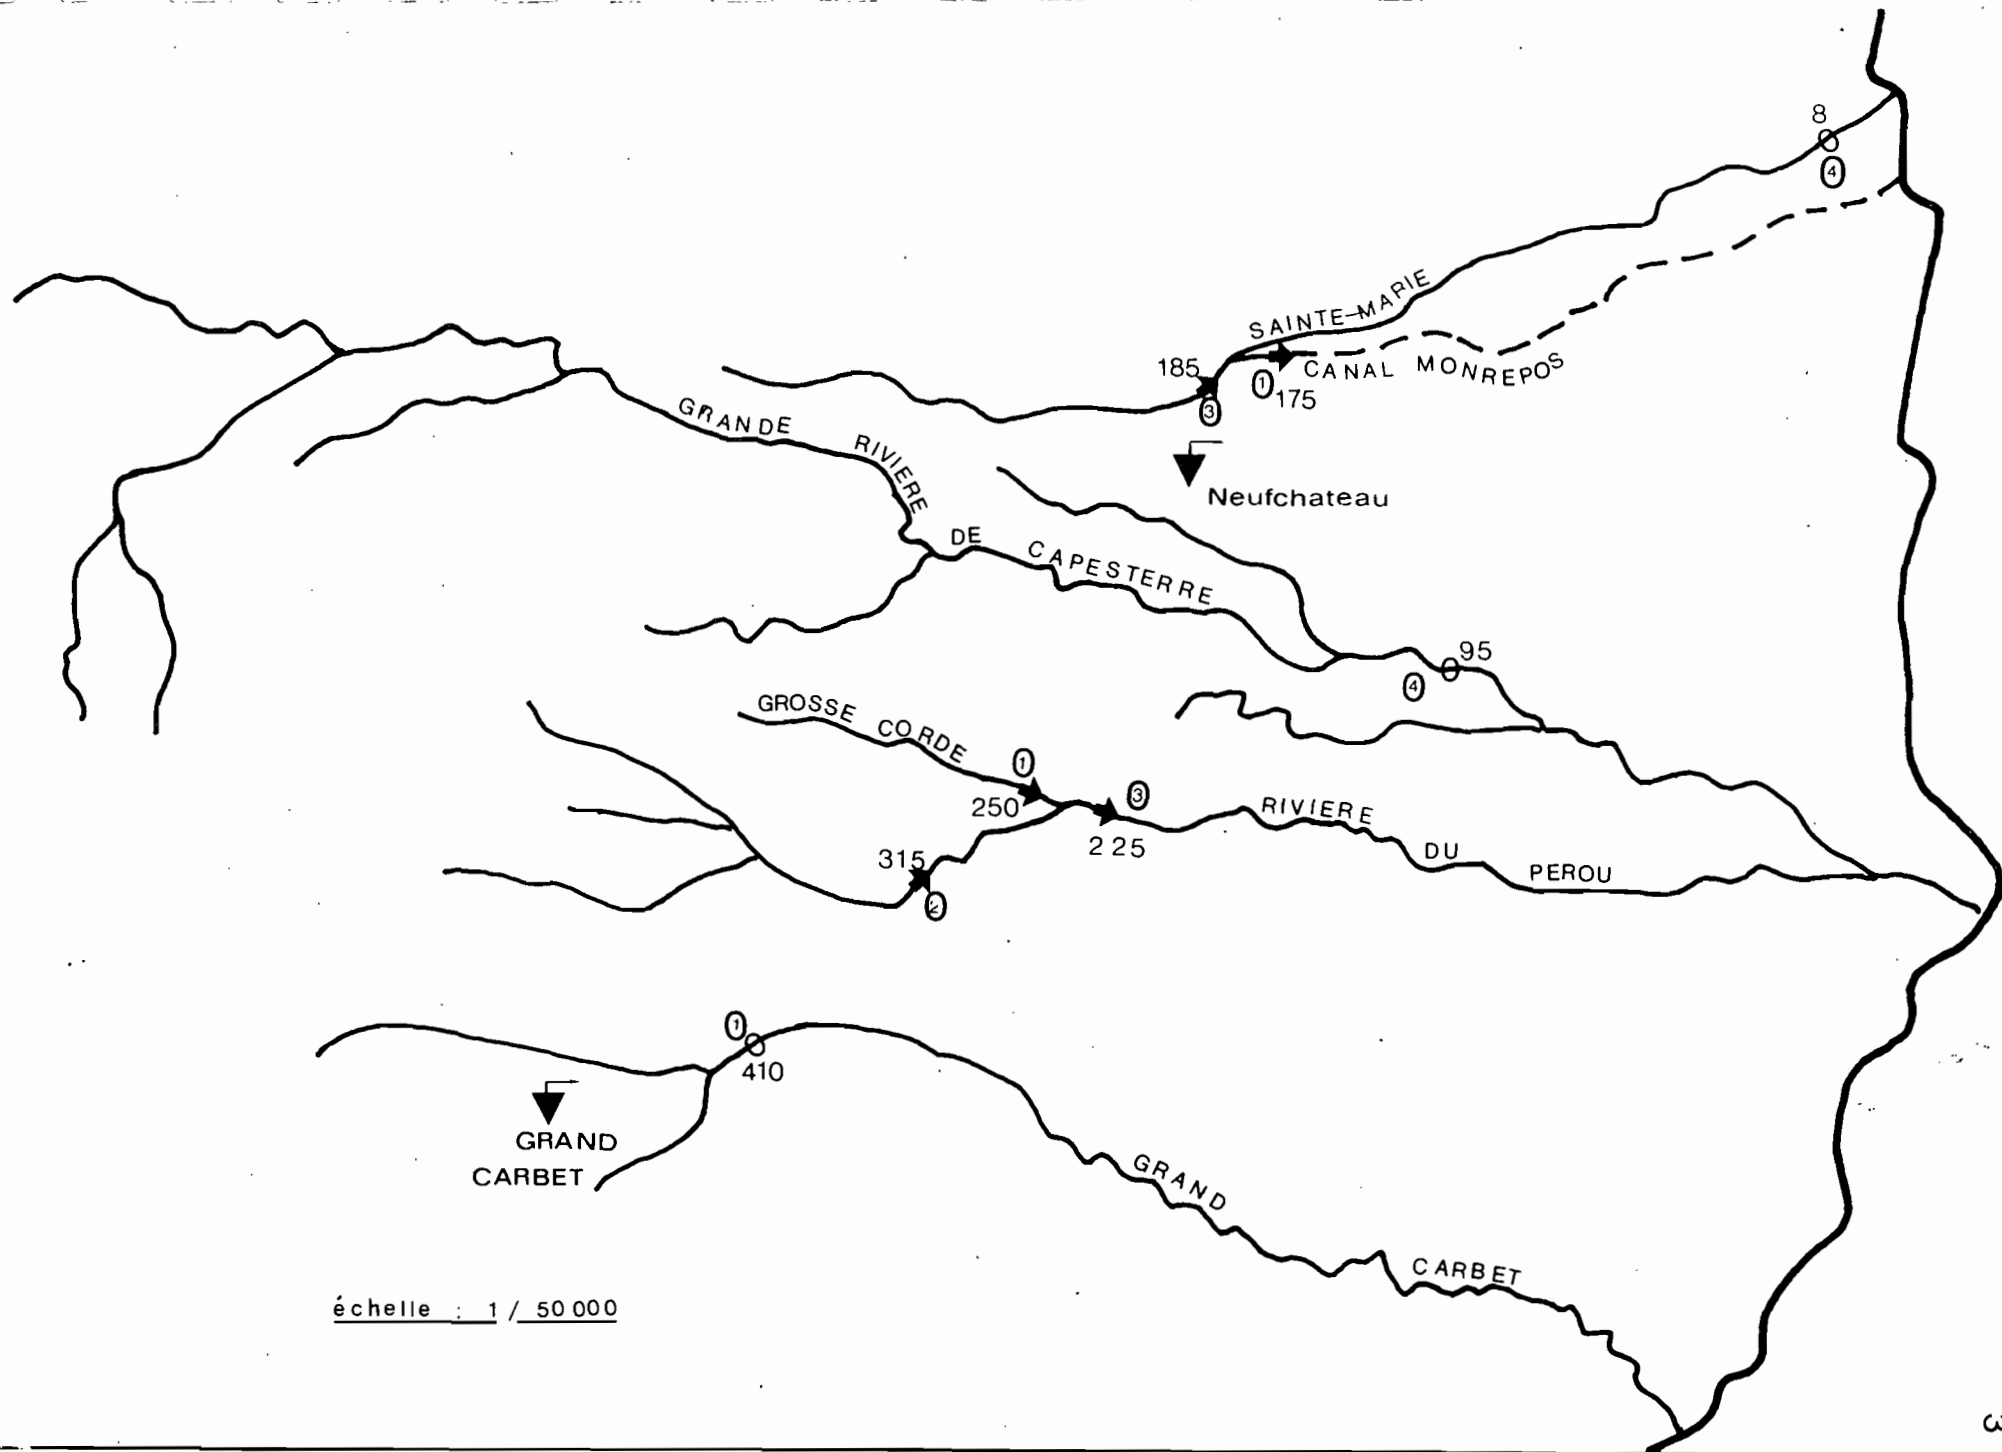 8
④
SAINTE-MARIE
185
③
①
175
CANAL MONREPOS
Neufchateau
GRANDE RIVIERE DE CAPESTERRE
95
④
GROSSE CORDE
①
250
③
225
315
②
RIVIERE DU PEROU
①
410
GRAND
CARBET
GRAND CARBET
échelle : 1 / 50 000
3